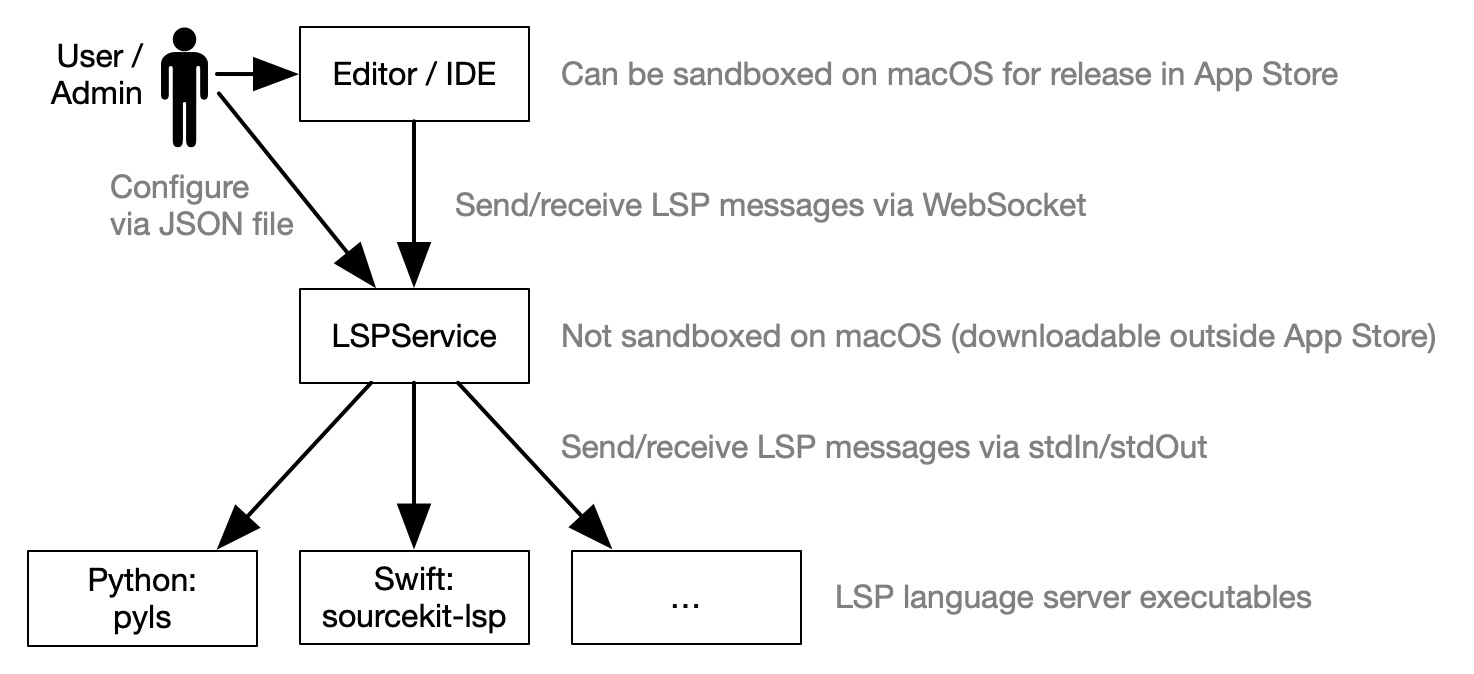 User /
Admin
Editor / IDE
Can be sandboxed on macOS for release in App Store
Configure
via JSON file
Send/receive LSP messages via WebSocket
LSPService
Not sandboxed on macOS (downloadable outside App Store)
Send/receive LSP messages via stdIn/stdOut
Python:
pyls
Swift:
sourcekit-lsp
...
LSP language server executables